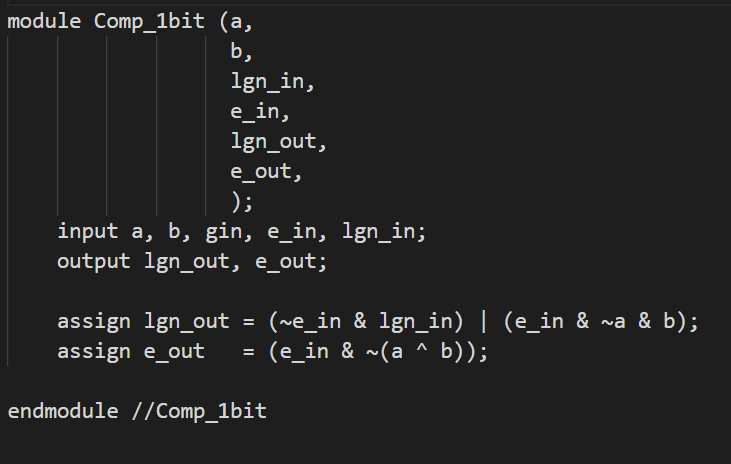 module Comp_1bit (a,
b,
lgn_in,
e_in,
lgn_out,
e_out,
);
input a, b, gin, e_in, lgn_in;
output lgn_out, e_out;
assign lgn_out = (~e_in & lgn_in) | (e_in & ~a & b);
assign e_out   = (e_in & ~(a ^ b));
endmodule //Comp_1bit